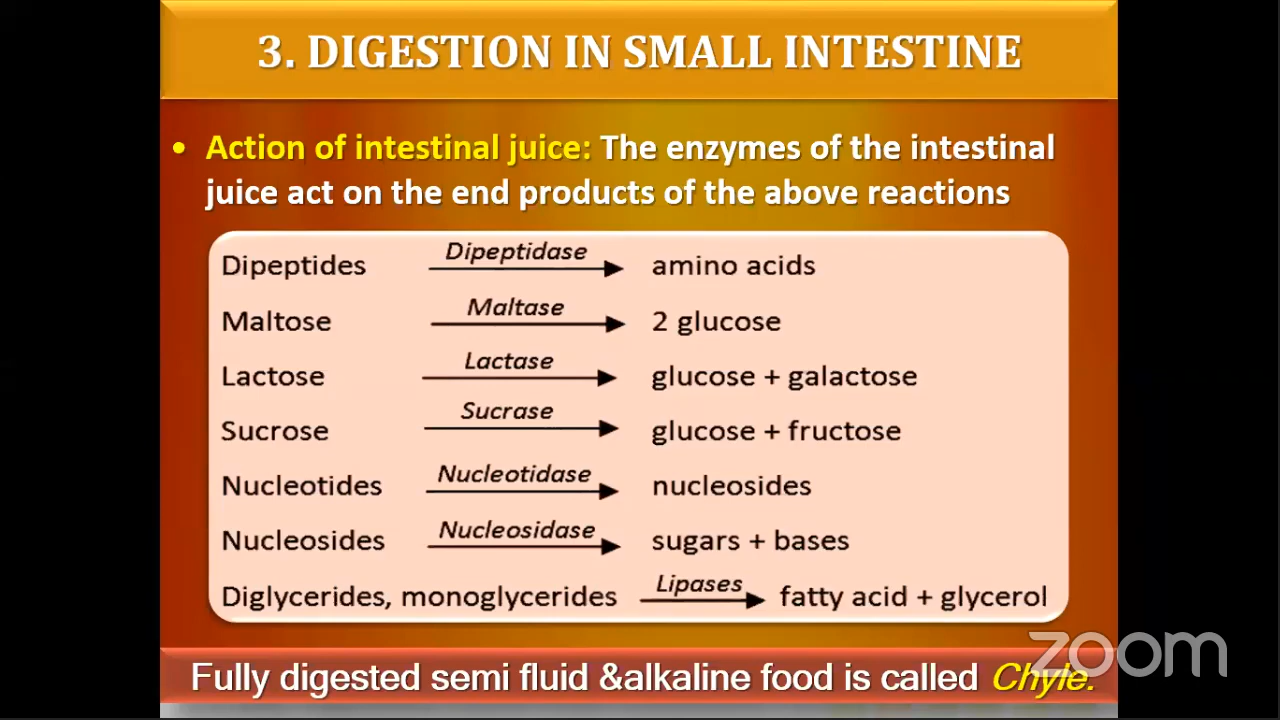 3. DIGESTION IN SMALL INTESTINE
• Action of intestinal juice: The enzymes of the intestinal
juice act on the end products of the above reactions
Dipeptides Dipeptidase amino acids
Maltose Maltase 2 glucose
Lactose Lactase glucose + galactose
Sucrose Sucrase glucose + fructose
Nucleotides Nucleotidase nucleosides
Nucleosides Nucleosidase sugars + bases
Diglycerides, monoglycerides Lipases fatty acid + glycerol
Fully digested semi fluid &alkaline food is called Chyle.
zoom